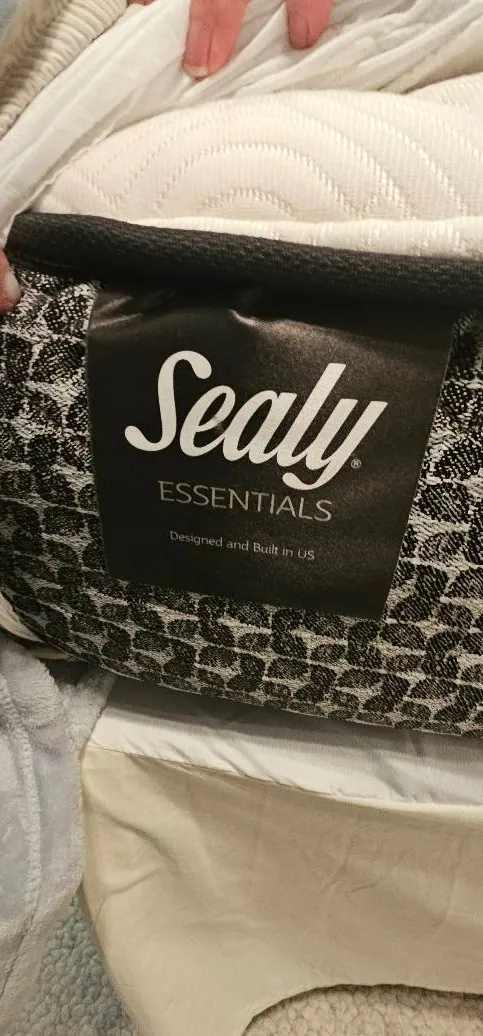 Sealy®
ESSENTIALS
Designed and Built in US